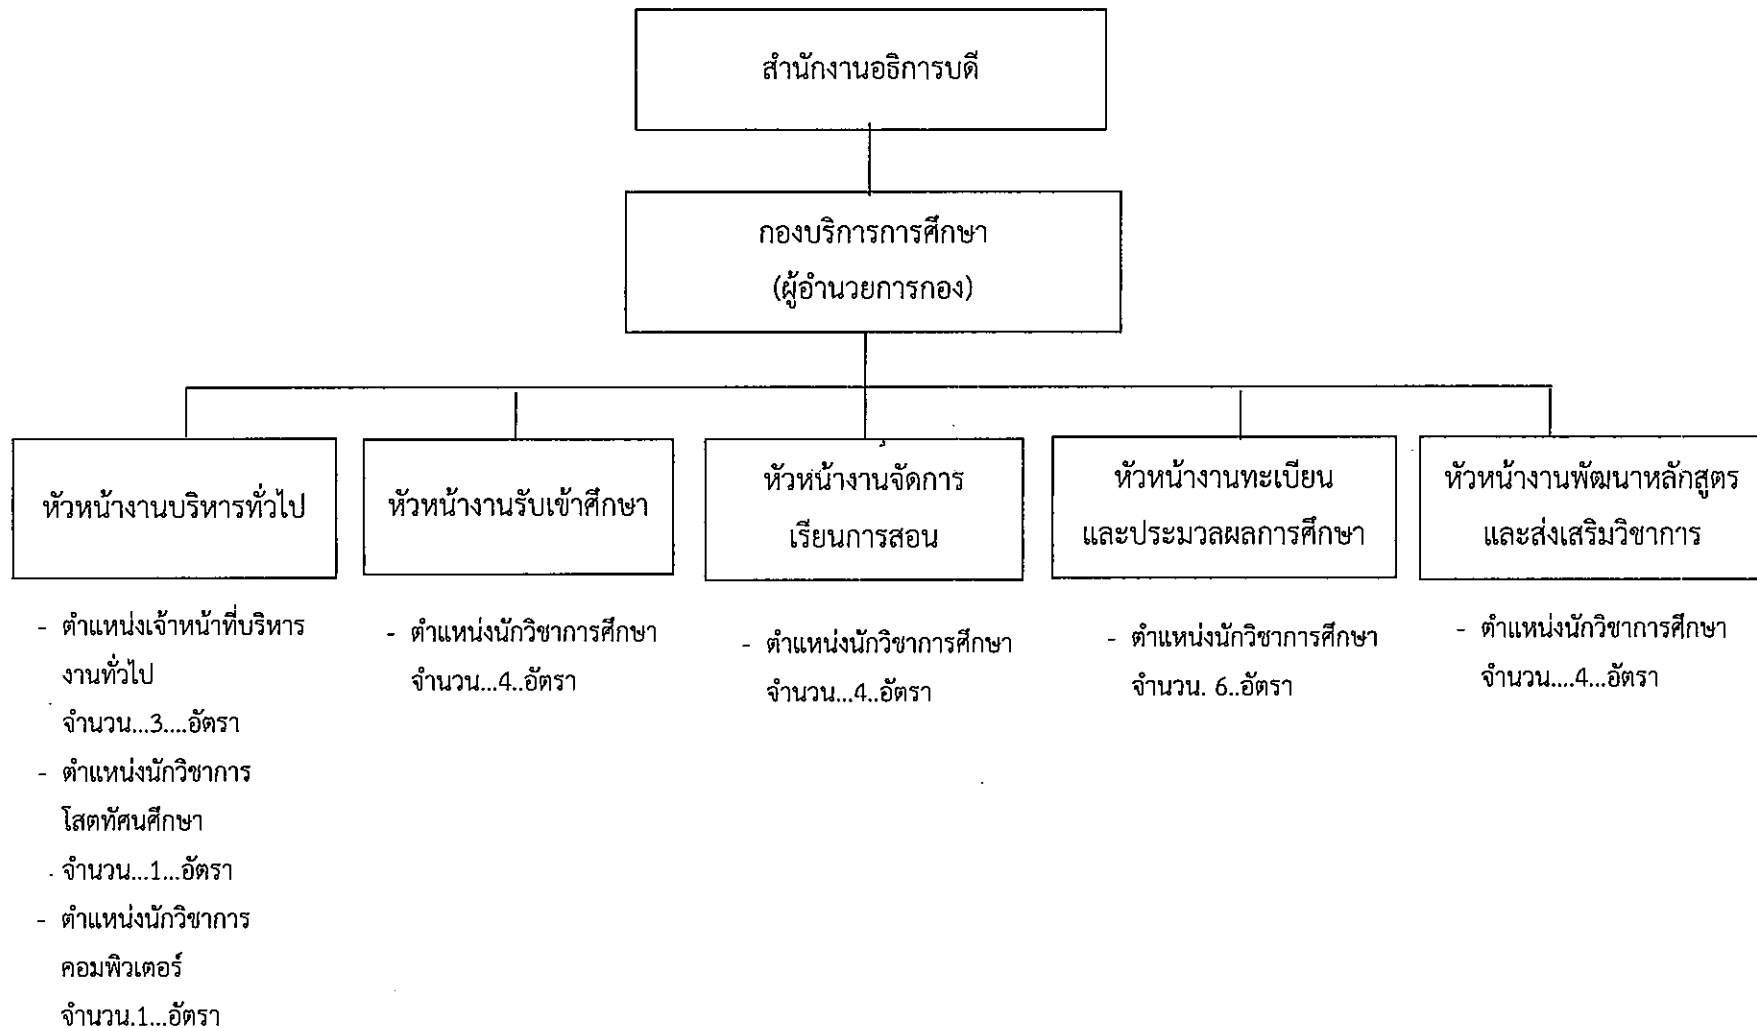 สำนักงานอธิการบดี
กองบริการการศึกษา
(ผู้อำนวยการกอง)
หัวหน้างานบริหารทั่วไป
หัวหน้างานรับเข้าศึกษา
หัวหน้างานจัดการ
เรียนการสอน
หัวหน้างานทะเบียน
และประมวลผลการศึกษา
หัวหน้างานพัฒนาหลักสูตร
และส่งเสริมวิชาการ
- ตำแหน่งเจ้าหน้าที่บริหาร
งานทั่วไป
จำนวน...3....อัตรา
- ตำแหน่งนักวิชาการ
โสตทัศนศึกษา
จำนวน...1...อัตรา
- ตำแหน่งนักวิชาการ
คอมพิวเตอร์
จำนวน.1...อัตรา
- ตำแหน่งนักวิชาการศึกษา
จำนวน...4..อัตรา
- ตำแหน่งนักวิชาการศึกษา
จำนวน...4..อัตรา
- ตำแหน่งนักวิชาการศึกษา
จำนวน. 6..อัตรา
- ตำแหน่งนักวิชาการศึกษา
จำนวน....4...อัตรา